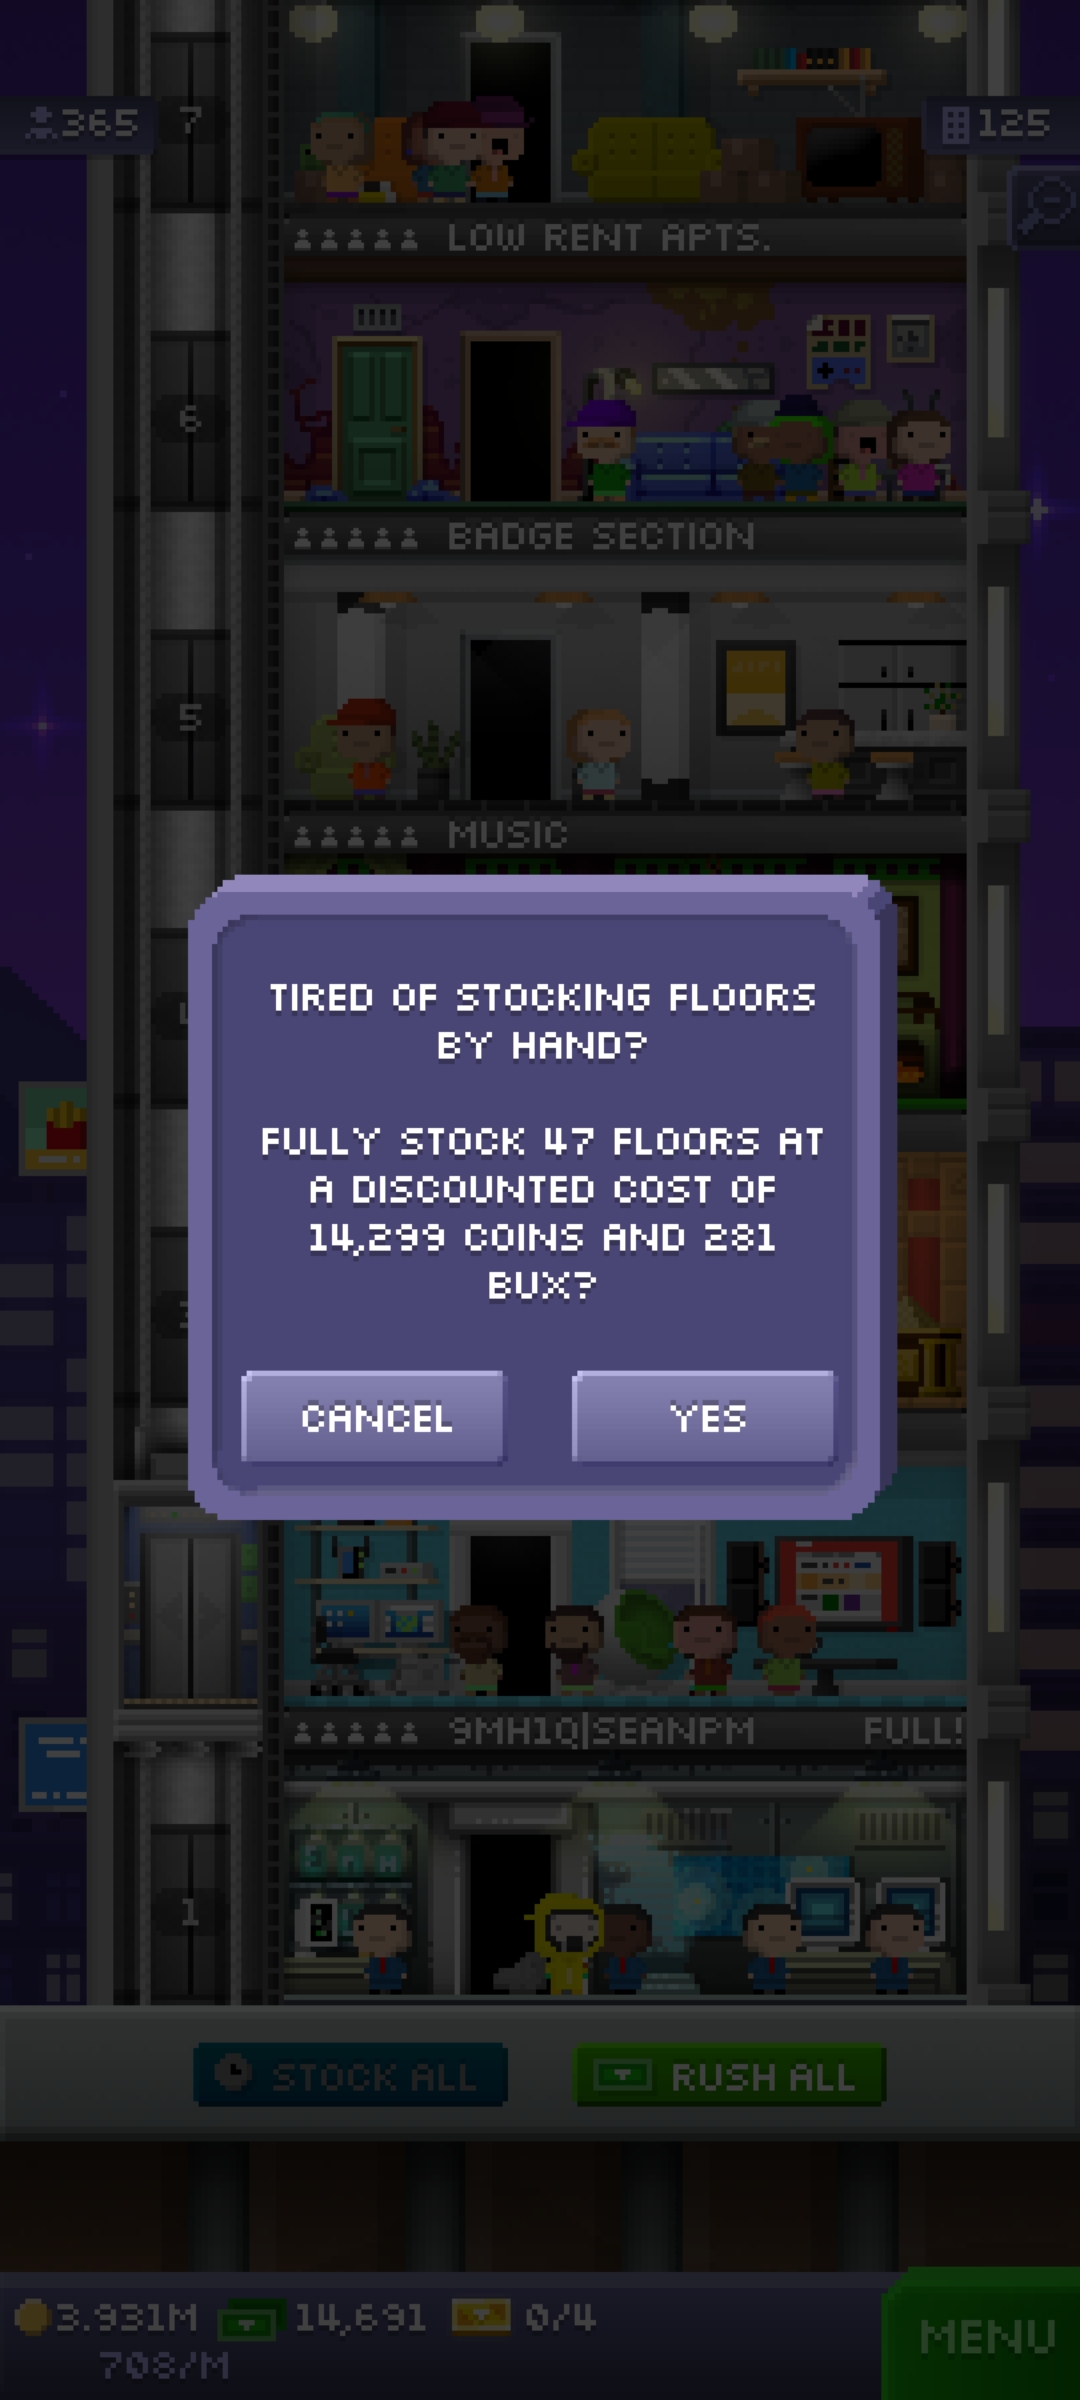 365
7
125
LOW RENT APTS.
6
BADGE SECTION
5
MUSIC
TIRED OF STOCKING FLOORS
BY HAND?
FULLY STOCK 47 FLOORS AT
A DISCOUNTED COST OF
14,299 COINS AND 281
BUX?
CANCEL
YES
9MH1Q|SEANPM
FULL!
1
STOCK ALL
RUSH ALL
3.931M
14,691
0/4
708/M
MENU